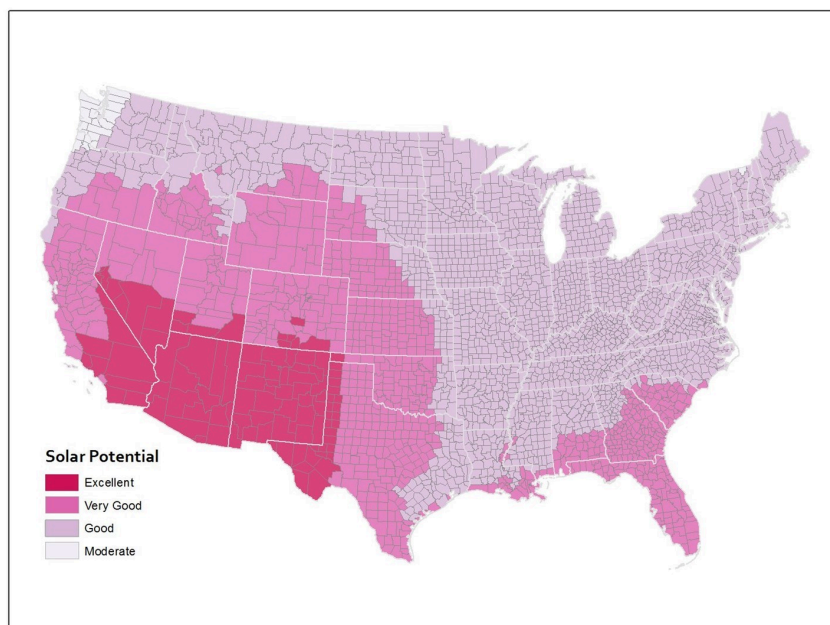 Solar Potential
Excellent
Very Good
Good
Moderate